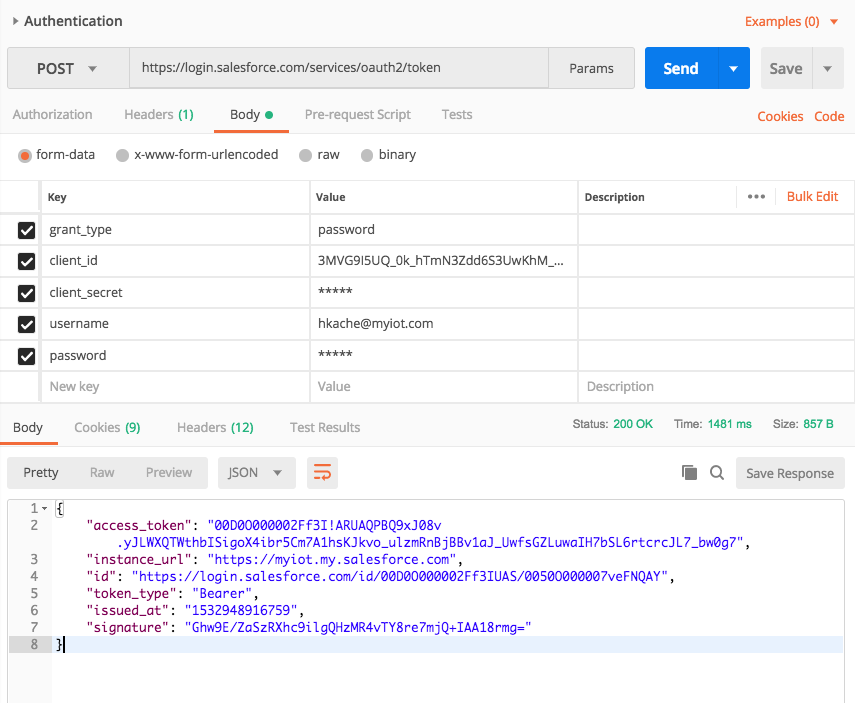 Authentication
Examples (0)
POST
https://login.salesforce.com/services/oauth2/token
Params
Send
Save
Authorization
Headers (1)
Body
Pre-request Script
Tests
Cookies
Code
form-data
x-www-form-urlencoded
raw
binary
Key
Value
Description
Bulk Edit
grant_type
password
client_id
3MVG9I5UQ_0k_hTmN3Zdd6S3UwKhM_...
client_secret
*****
username
hkache@myiot.com
password
*****
New key
Value
Description
Body
Cookies (9)
Headers (12)
Test Results
Status: 200 OK
Time: 1481 ms
Size: 857 B
Pretty
Raw
Preview
JSON
Save Response
1 {
2 "access_token": "00D0O000002Ff3I!ARUAQPBQ9xJ08v
.yJLWXQTWthbISigoX4ibr5Cm7A1hsKJkvo_ulzmRnBjBBv1aJ_UwfsGZLuwaIH7bSL6rtcrcJL7_bw0g7",
3 "instance_url": "https://myiot.my.salesforce.com",
4 "id": "https://login.salesforce.com/id/00D0O000002Ff3IUAS/0050O000007veFNQAY",
5 "token_type": "Bearer",
6 "issued_at": "1532948916759",
7 "signature": "Ghw9E/ZaSzRXhc9ilgQHzMR4vTY8re7mjQ+IAA18rmg="
8 }